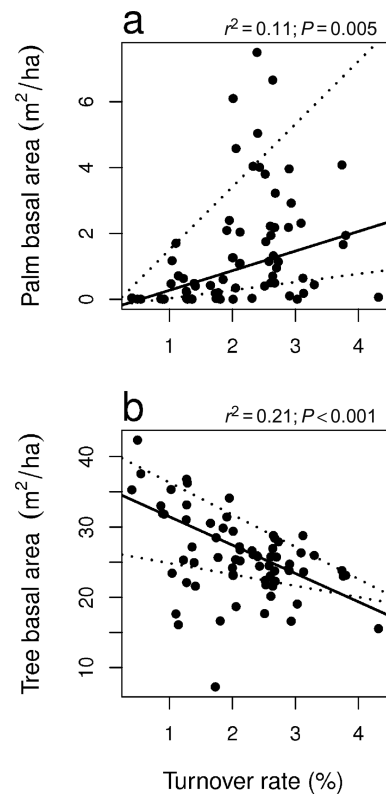 a
r² = 0.11; P = 0.005
Palm basal area (m²/ha)
6
4
2
0
1 2 3 4
b
r² = 0.21; P < 0.001
Tree basal area (m²/ha)
40
30
20
10
1 2 3 4
Turnover rate (%)